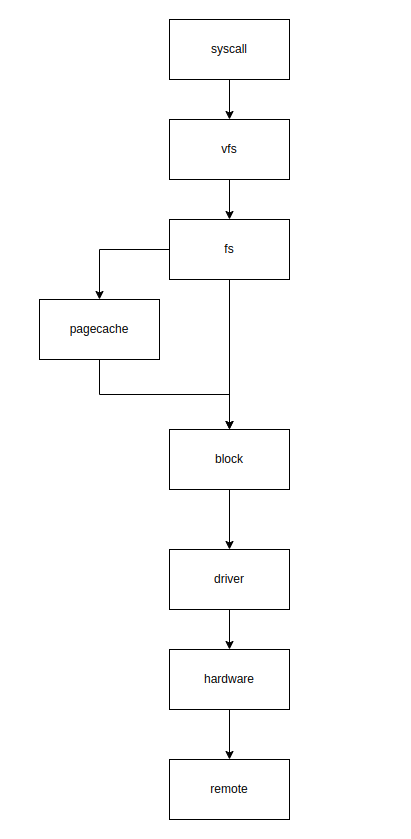 syscall
vfs
fs
pagecache
block
driver
hardware
remote